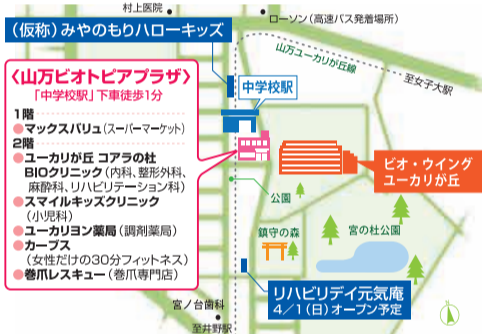 村上医院
ローソン(高速バス発着場所)
(仮称)みやのもりハローキッズ
山万ユーカリが丘線
至女子大駅
〈山万ビオトピアプラザ〉
「中学校駅」下車徒歩1分
1階
●マックスバリュ(スーパーマーケット)
2階
●ユーカリが丘 コアラの杜
BIOクリニック(内科、整形外科、
麻酔科、リハビリテーション科)
●スマイルキッズクリニック
(小児科)
●ユーカリヨン薬局(調剤薬局)
●カーブス
(女性だけの30分フィットネス)
●巻爪レスキュー(巻爪専門店)
中学校駅
ビオ・ウイング
ユーカリが丘
公園
鎮守の森
宮の杜公園
リハビリデイ元気庵
4/1(日)オープン予定
宮ノ台歯科
至井野駅